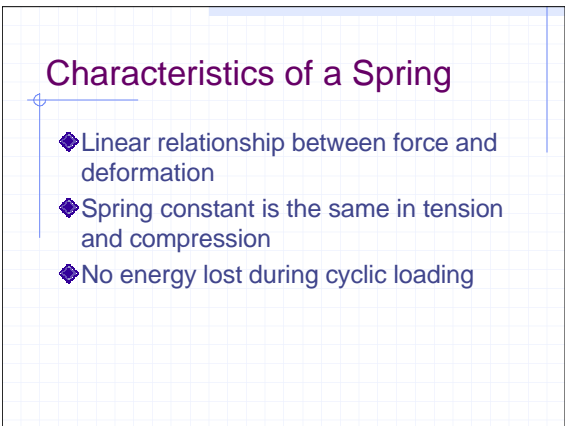 Characteristics of a Spring
Linear relationship between force and
deformation
Spring constant is the same in tension
and compression
No energy lost during cyclic loading